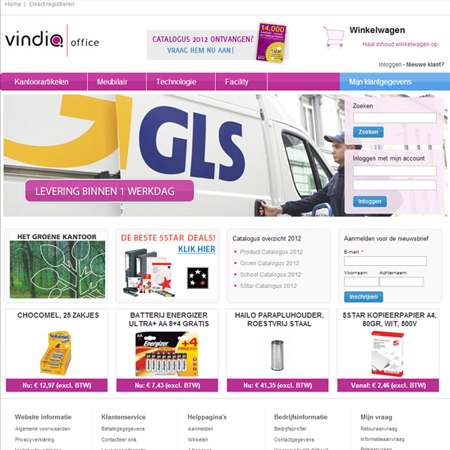 Home | Direct registreren
vindiQ office
CATALOGUS 2012 ONTVANGEN?
VRAAG HEM NU AAN!
14.000
Winkelwagen
Haal inhoud winkelwagen op
Inloggen - Nieuwe klant?
Kantoorartikelen
Meubilair
Technologie
Facility
Mijn klantgegevens
GLS
LEVERING BINNEN 1 WERKDAG
Zoeken
Zoeken
Inloggen met mijn account
Inloggen
HET GROENE KANTOOR
DE BESTE 5STAR DEALS!
KLIK HIER
Catalogus overzicht 2012
Product Catalogus 2012
Groen Catalogus 2012
School Catalogus 2012
5Star Catalogus 2012
Aanmelden voor de nieuwsbrief
E-mail: *
Voornaam:
Achternaam:
Inschrijven
CHOCOMEL, 25 ZAKJES
Nu: € 12,97 (excl. BTW)
BATTERIJ ENERGIZER
ULTRA+ AA 8+4 GRATIS
Energizer
+4
Nu: € 7,43 (excl. BTW)
HAILO PARAPLUHOUDER,
ROESTVRIJ STAAL
Nu: € 41,35 (excl. BTW)
5STAR KOPIEERPAPIER A4,
80GR, WIT, 500V
Vanaf: € 2,46 (excl. BTW)
Website informatie
Algemene voorwaarden
Privacyverklaring
Klantenservice
Betalingsgegevens
Contacteer ons
Helppagina's
Aanmelden
Winkelen
Bedrijfsinformatie
Bedrijfsprofiel
Contactgegevens
Mijn vraag
Retouraanvraag
Informatieaanvraag